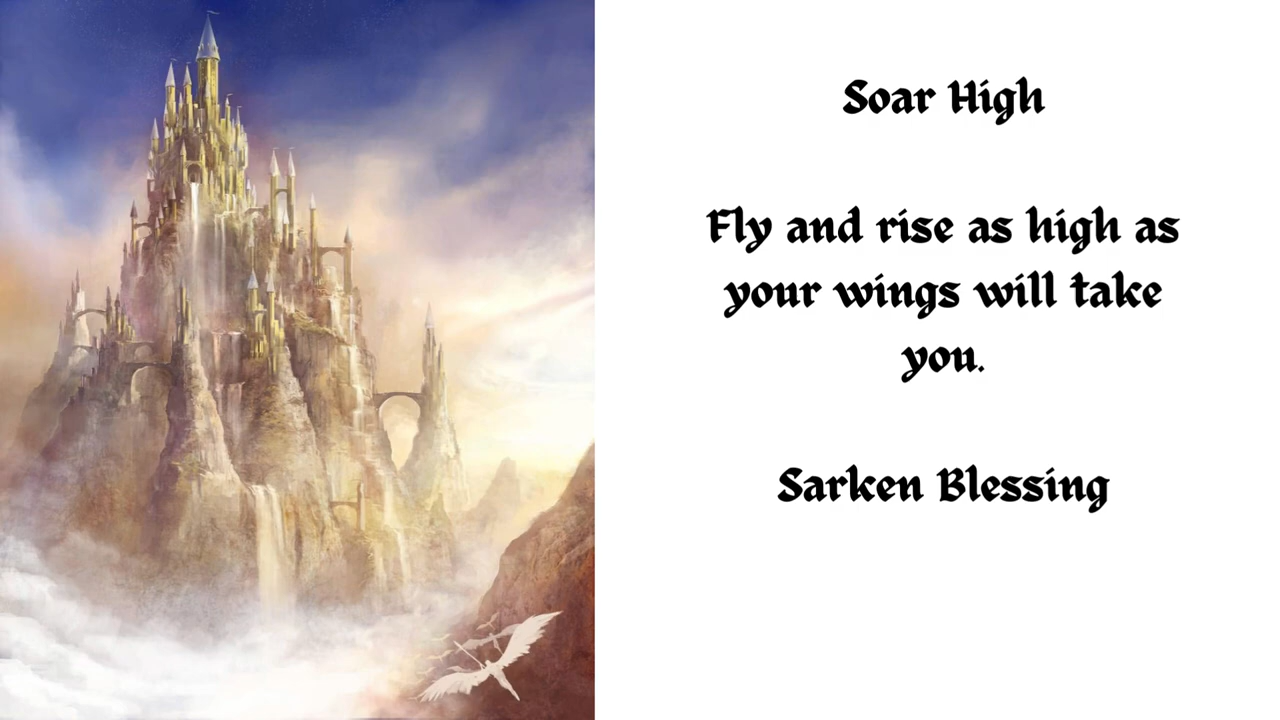 Soar High
Fly and rise as high as
your wings will take
you.
Sarken Blessing